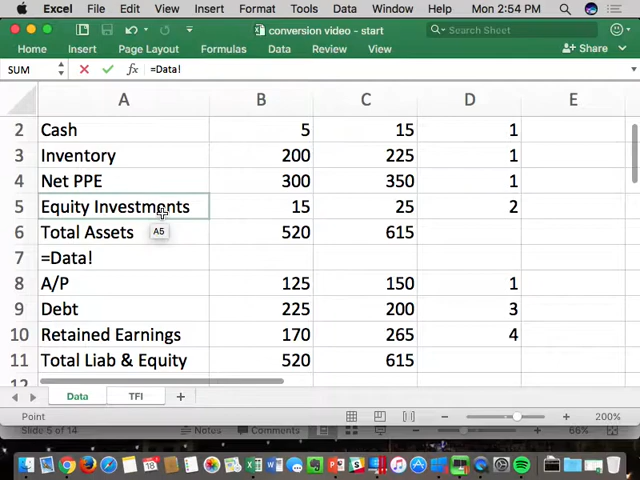 Excel File Edit View Insert Format Tools Data Window Help Mon 2:54 PM
conversion video - start
Search Sheet
Home Insert Page Layout Formulas Data Review View Share
SUM fx =Data!
A B C D E
2 Cash 5 15 1
3 Inventory 200 225 1
4 Net PPE 300 350 1
5 Equity Investments 15 25 2
6 Total Assets 520 615
A5
7 =Data!
8 A/P 125 150 1
9 Debt 225 200 3
10 Retained Earnings 170 265 4
11 Total Liab & Equity 520 615
12
Data TFI
Point 200%
Slide 5 of 14 Notes Comments 66%
18